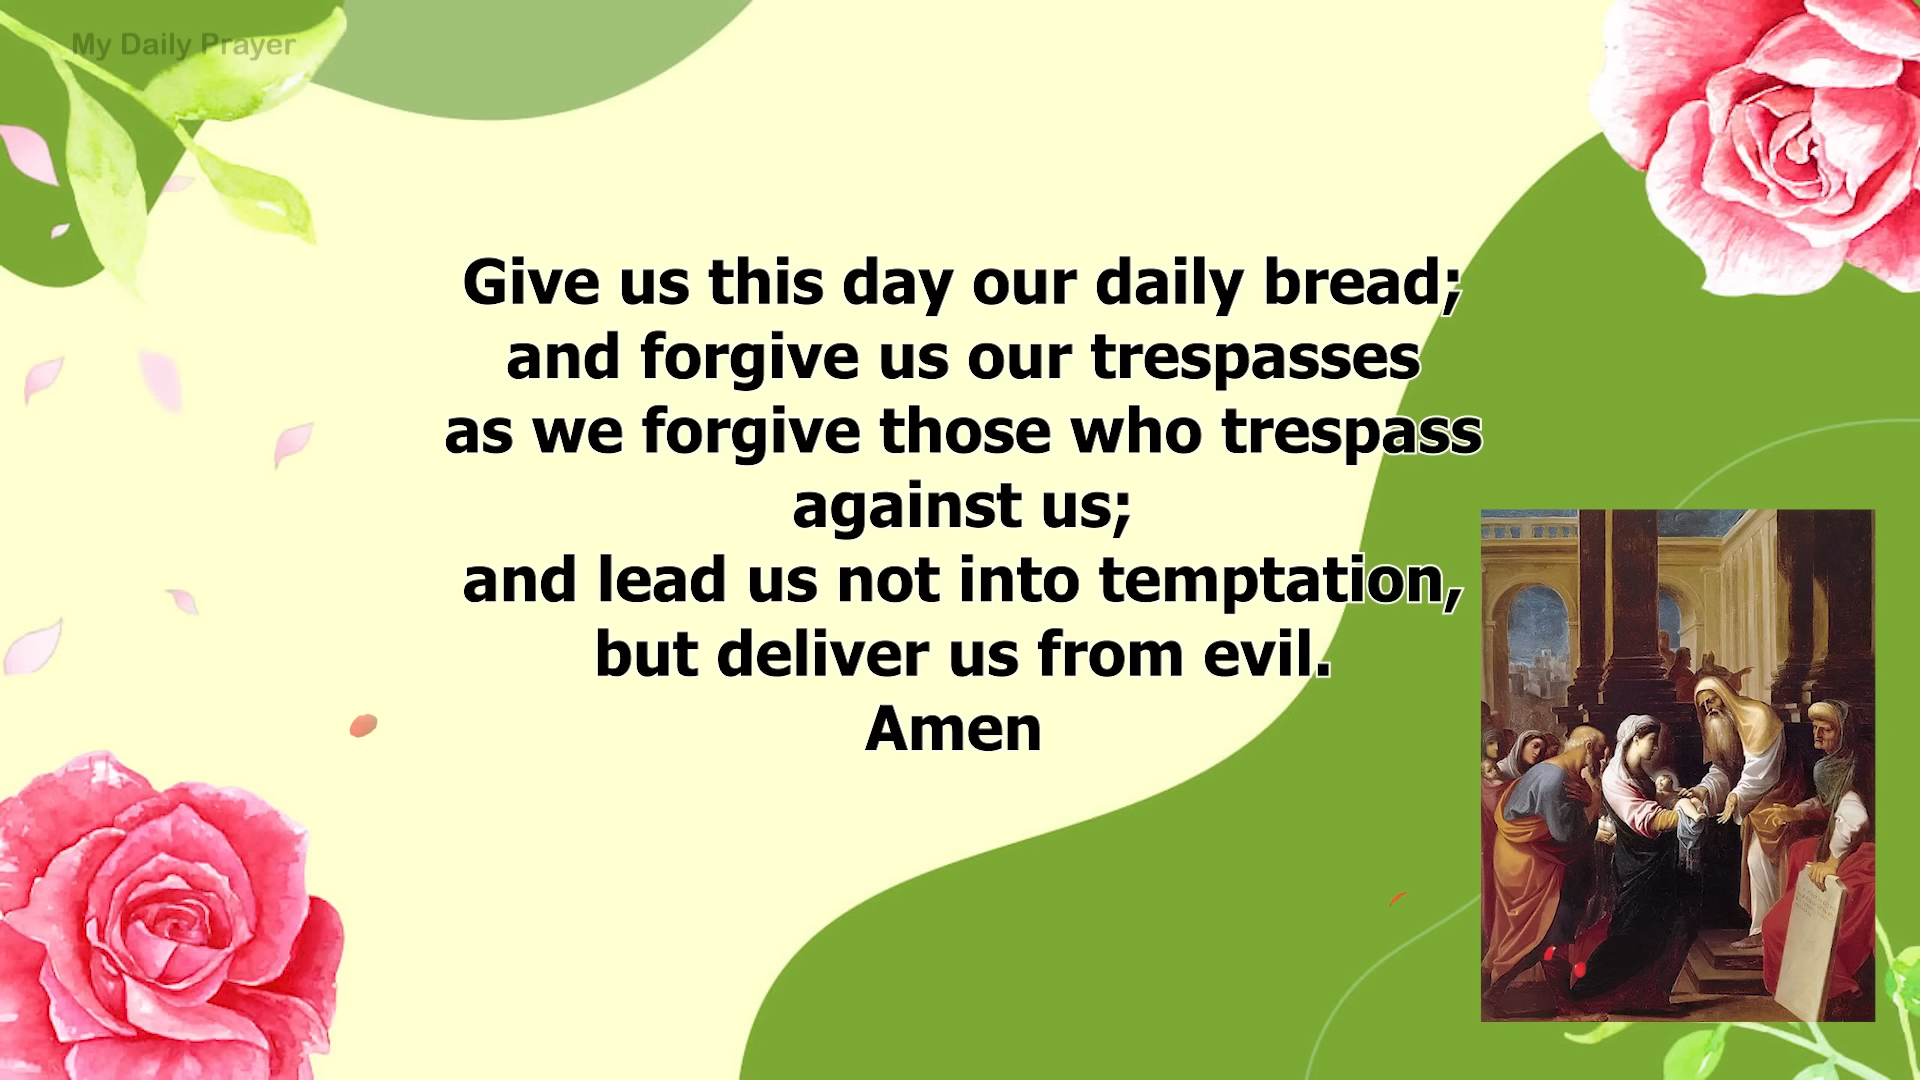 My Daily Prayer
Give us this day our daily bread;
and forgive us our trespasses
as we forgive those who trespass
against us;
and lead us not into temptation,
but deliver us from evil.
Amen